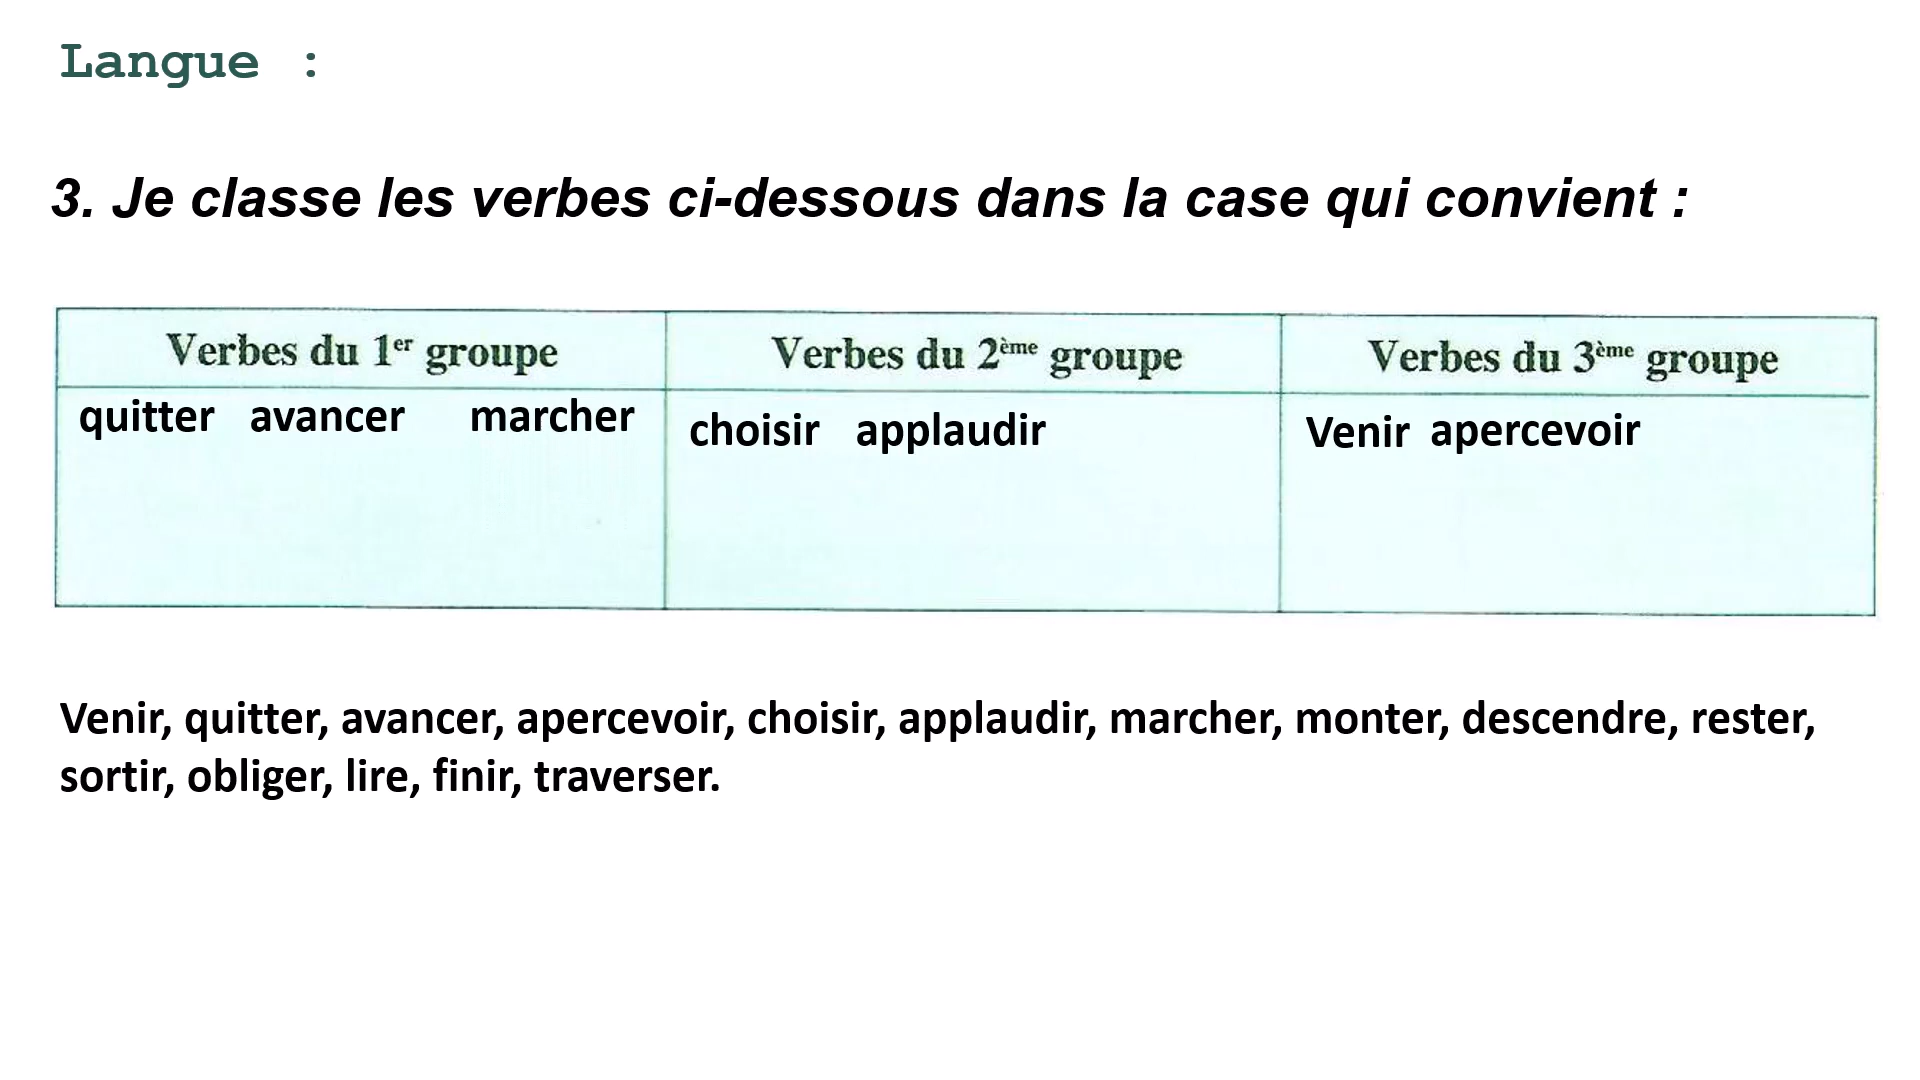 Langue :
3. Je classe les verbes ci-dessous dans la case qui convient :
Verbes du 1er groupe
Verbes du 2ème groupe
Verbes du 3ème groupe
quitter avancer marcher
choisir applaudir
Venir apercevoir
Venir, quitter, avancer, apercevoir, choisir, applaudir, marcher, monter, descendre, rester,
sortir, obliger, lire, finir, traverser.